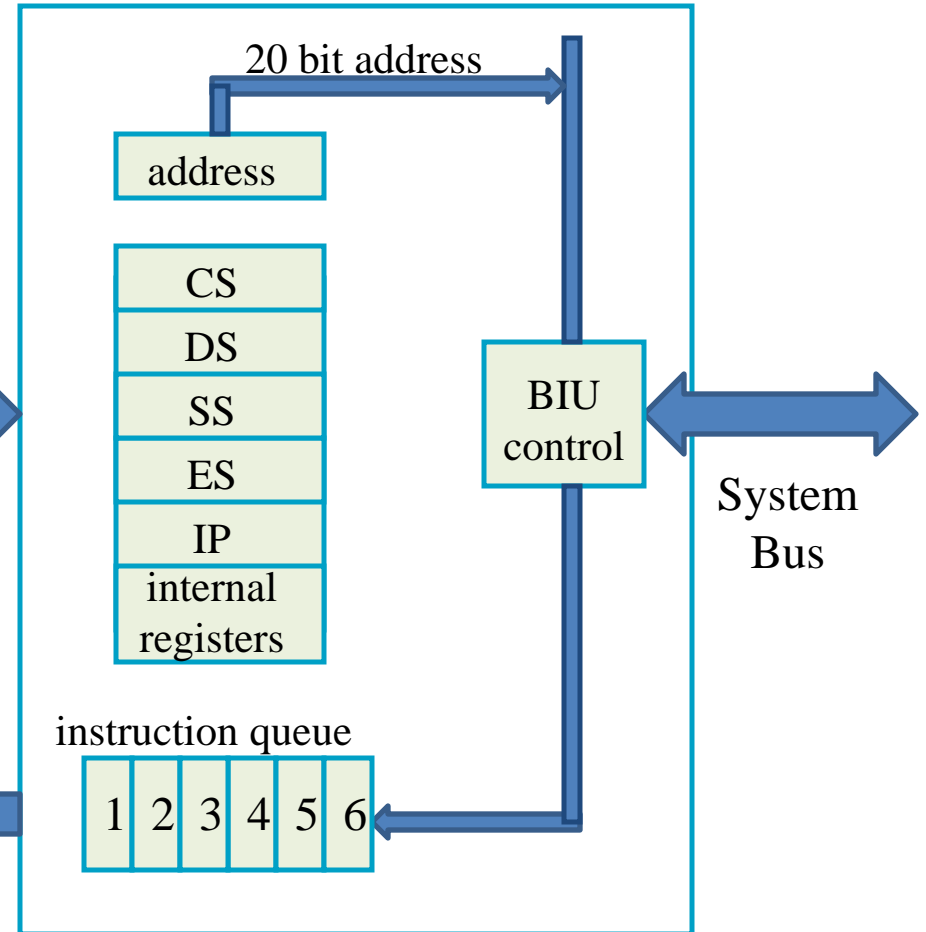 20 bit address
address
CS
DS
SS
ES
IP
internal
registers
BIU
control
System
Bus
instruction queue
1 2 3 4 5 6